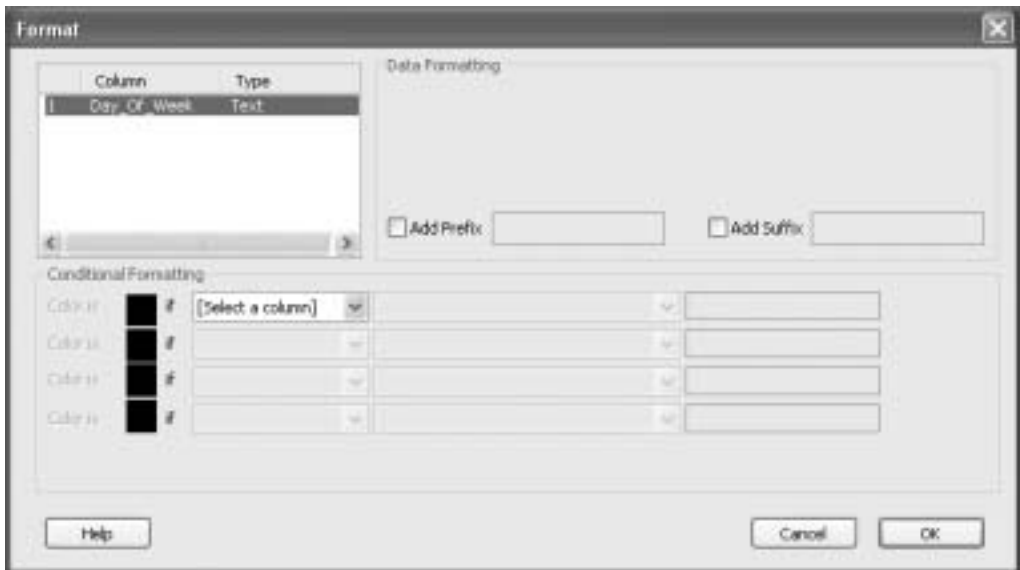 Format
Column Type
1 Day_Of_Week Text
Data Formatting
Add Prefix Add Suffix
Conditional Formatting
Color is if [Select a column]
Color is if
Color is if
Color is if
Help Cancel OK